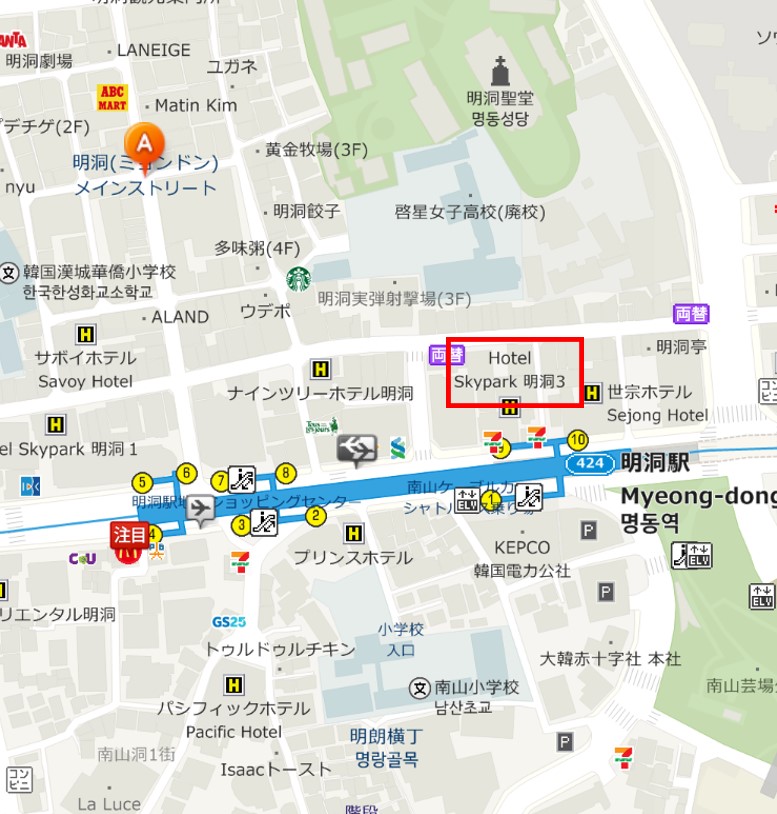 LANEIGE
明洞劇場
ユガネ
ABC
MART
Matin Kim
デチゲ(2F)
明洞聖堂
명동성당
A
黄金牧場(3F)
明洞(ミョンドン)
メインストリート
nyu
明洞餃子
啓星女子高校(廃校)
多味粥(4F)
文
韓国漢城華僑小学校
한국한성화교소학교
明洞実弾射撃場(3F)
ウデポ
ALAND
両替
H
サボイホテル
Savoy Hotel
両替
Hotel
Skypark 明洞3
明洞亭
H
ナインツリーホテル明洞
H
H
世宗ホテル
Sejong Hotel
コン
H
el Skypark 明洞 1
7
10
424
明洞駅
Myeong-dong
명동역
5
6
7
8
明洞駅地
ショッピングセンター
南山ケーブルカー
シャトル
乗り場
1
ELV
3
2
4
注目
CU
7
H
プリンスホテル
P
KEPCO
韓国電力公社
ELV
ELV
P
リエンタル明洞
GS25
小学校
入口
トゥルドゥルチキン
大韓赤十字社 本社
H
文
南山小学校
남산초교
南山芸場
パシフィックホテル
Pacific Hotel
明朗横丁
명랑골목
P
7
南山洞1街
Isaacトースト
コン
ビニ
La Luce
階段